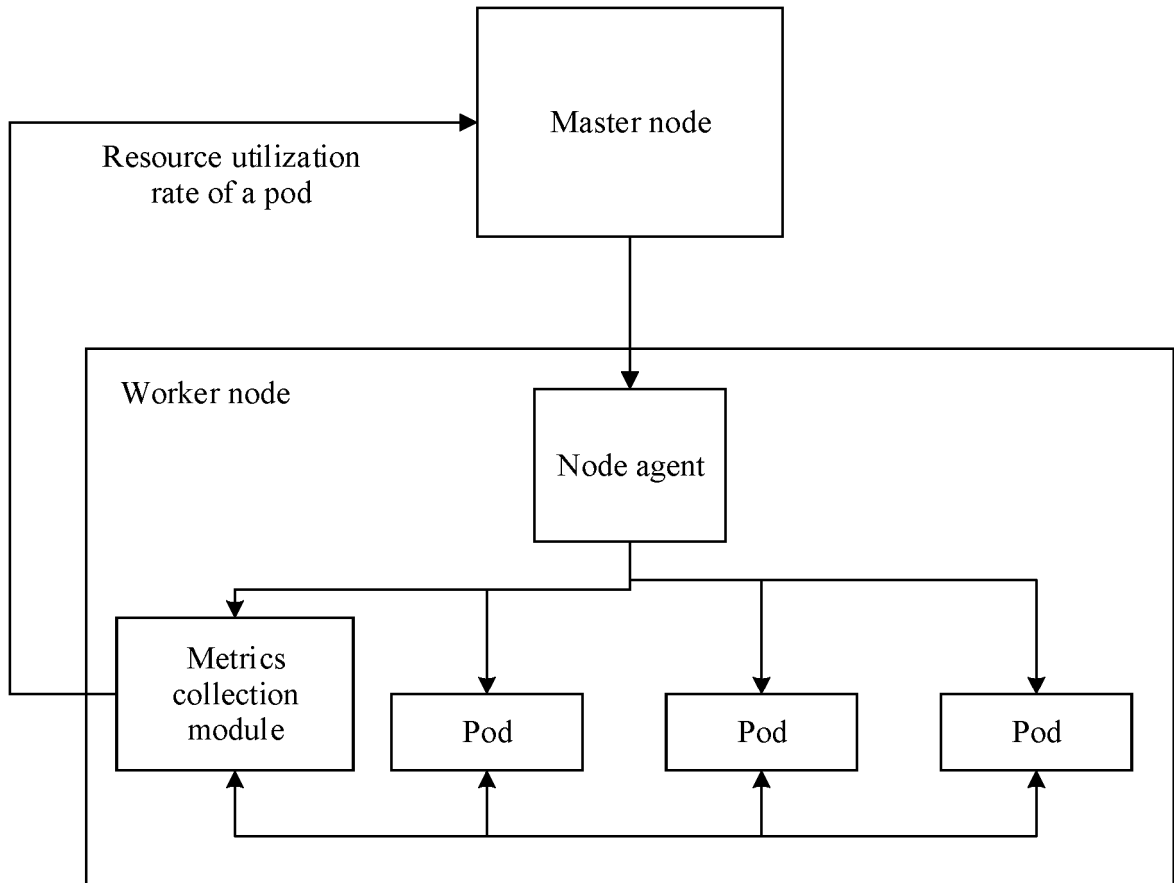 Master node
Resource utilization
rate of a pod
Worker node
Node agent
Metrics
collection
module
Pod
Pod
Pod